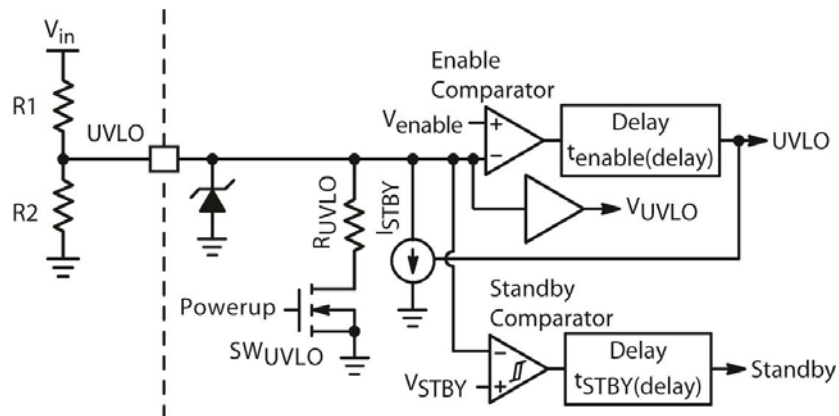 Vin
R1
UVLO
R2
RUVLO
Powerup
SWUVLO
ISTBY
Enable
Comparator
Venable
+
−
Delay
tenable(delay)
UVLO
VUVLO
Standby
Comparator
−
VSTBY
+
Delay
tSTBY(delay)
Standby